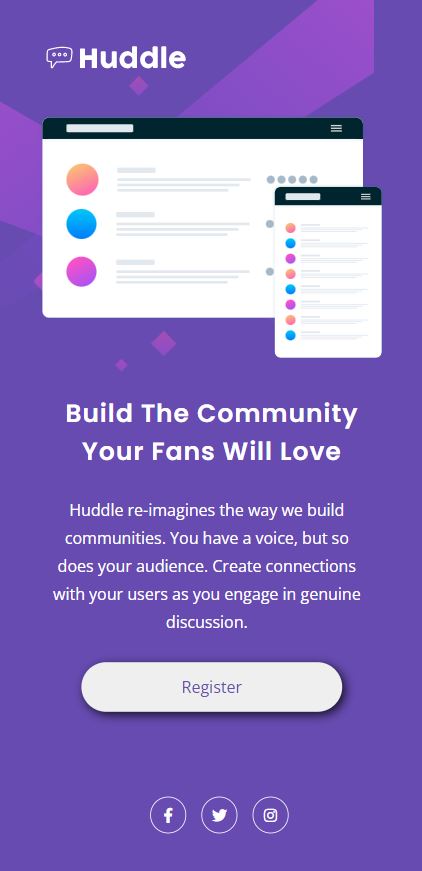 Huddle
Build The Community
Your Fans Will Love
Huddle re-imagines the way we build
communities. You have a voice, but so
does your audience. Create connections
with your users as you engage in genuine
discussion.
Register